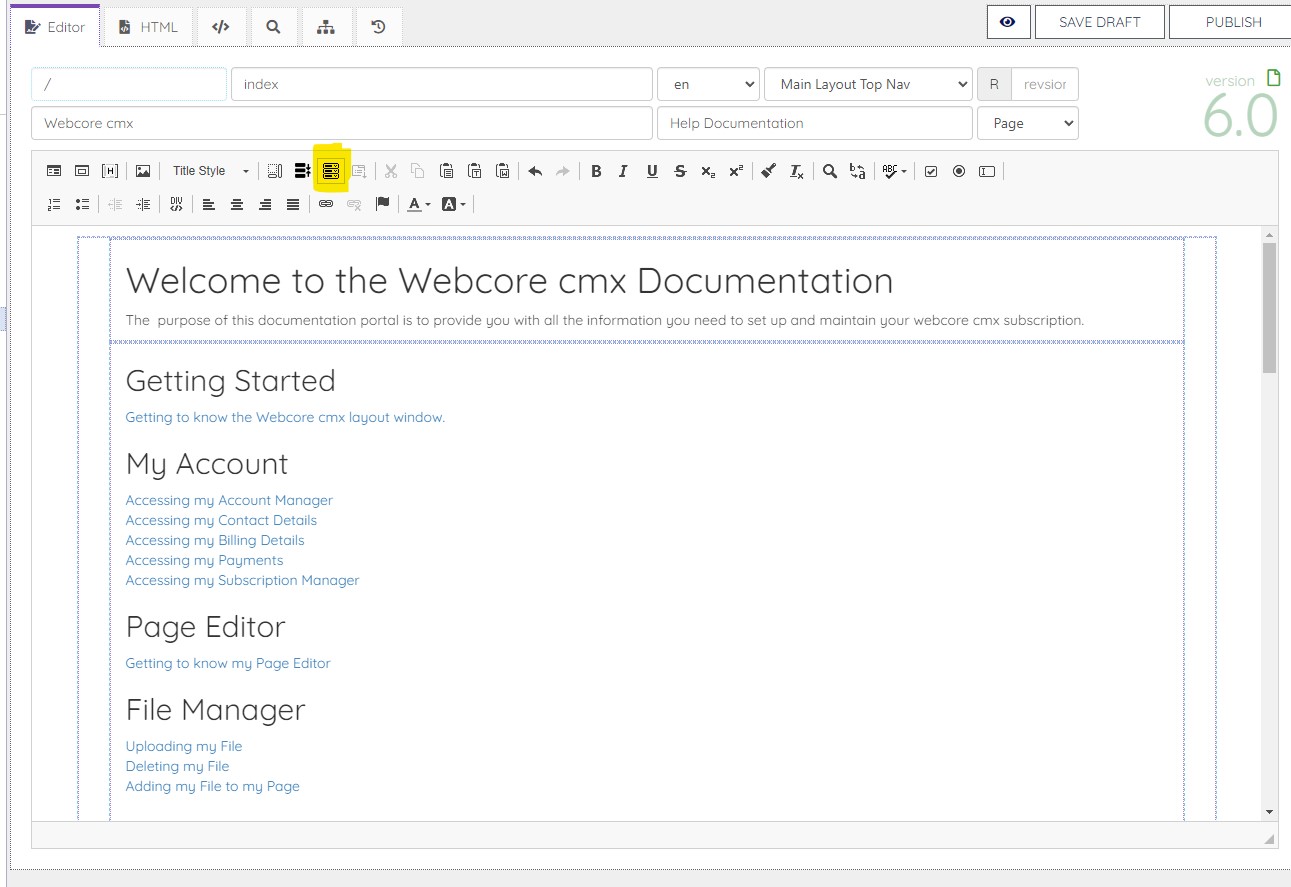 Editor HTML SAVE DRAFT PUBLISH
/ index en Main Layout Top Nav R revsior version
6.0
Webcore cmx Help Documentation Page
[H] Title Style B I U S x₂ x² Tx b a ABC
DIV A A
Welcome to the Webcore cmx Documentation
The purpose of this documentation portal is to provide you with all the information you need to set up and maintain your webcore cmx subscription.
Getting Started
Getting to know the Webcore cmx layout window.
My Account
Accessing my Account Manager
Accessing my Contact Details
Accessing my Billing Details
Accessing my Payments
Accessing my Subscription Manager
Page Editor
Getting to know my Page Editor
File Manager
Uploading my File
Deleting my File
Adding my File to my Page